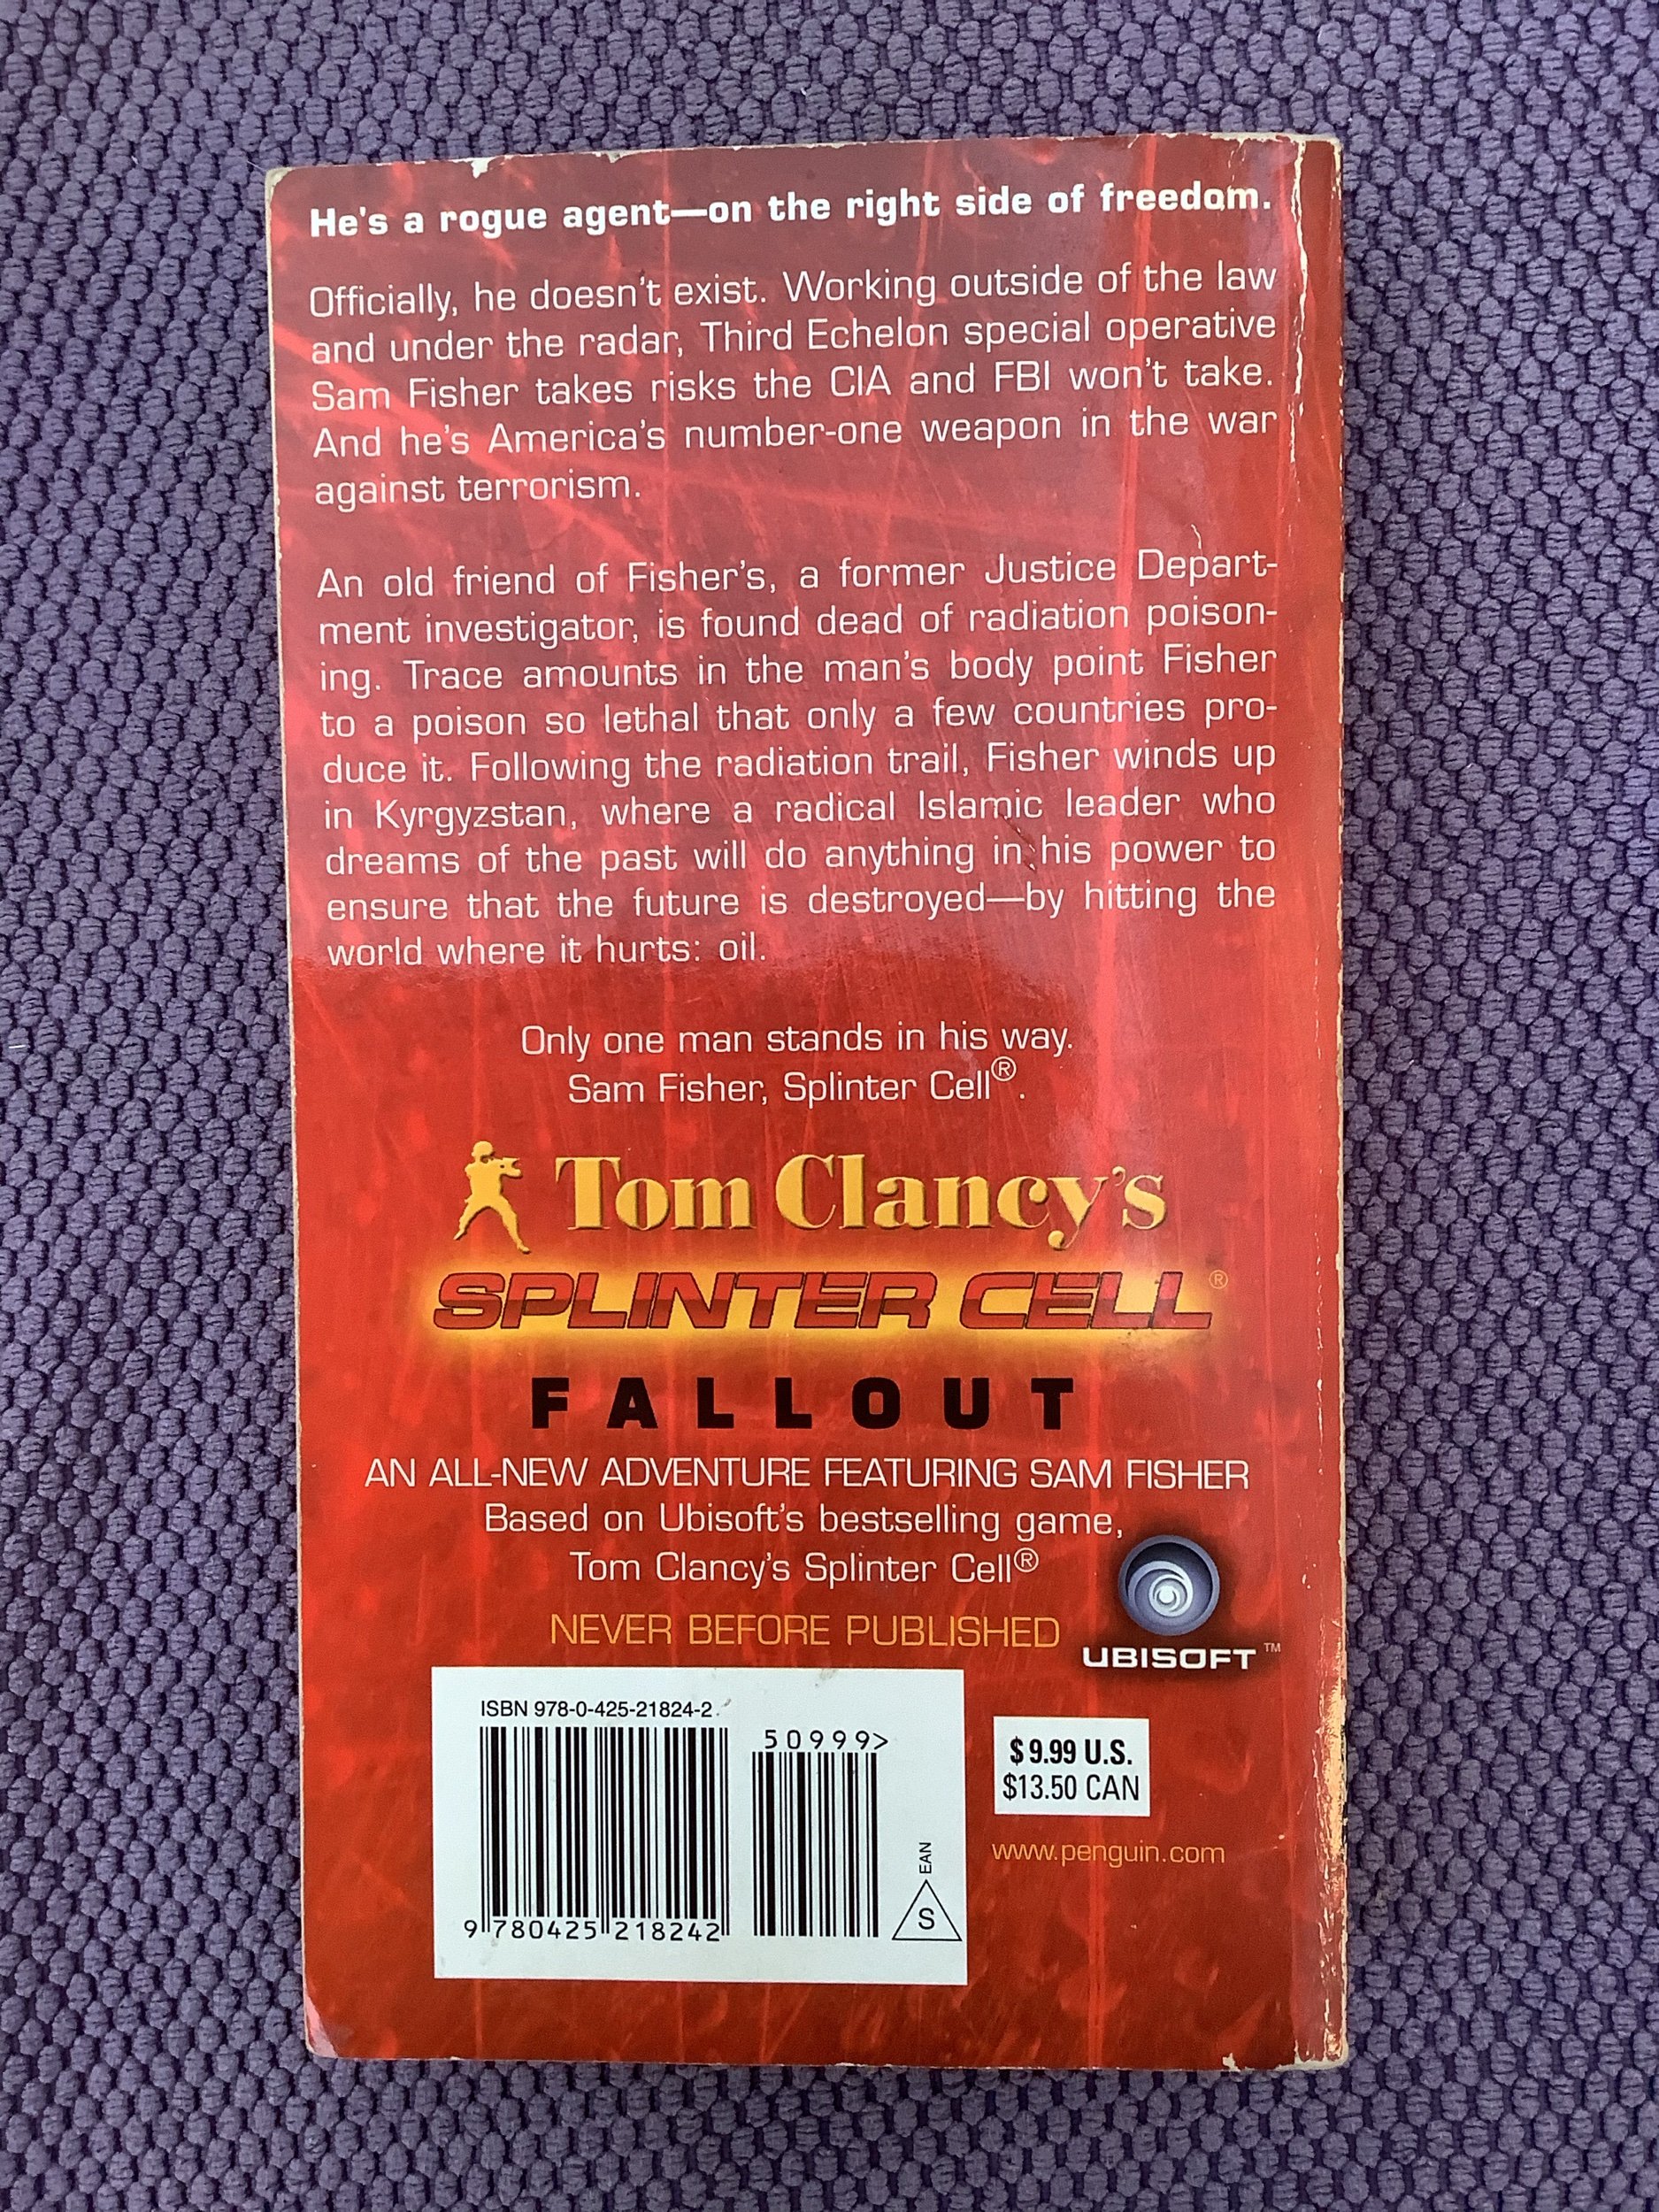 He's a rogue agent—on the right side of freedom.
Officially, he doesn't exist. Working outside of the law
and under the radar, Third Echelon special operative
Sam Fisher takes risks the CIA and FBI won't take.
And he's America's number-one weapon in the war
against terrorism.
An old friend of Fisher's, a former Justice Depart-
ment investigator, is found dead of radiation poison-
ing. Trace amounts in the man's body point Fisher
to a poison so lethal that only a few countries pro-
duce it. Following the radiation trail, Fisher winds up
in Kyrgyzstan, where a radical Islamic leader who
dreams of the past will do anything in his power to
ensure that the future is destroyed—by hitting the
world where it hurts: oil.
Only one man stands in his way.
Sam Fisher, Splinter Cell®.
Tom Clancy's
SPLINTER CELL®
FALLOUT
AN ALL-NEW ADVENTURE FEATURING SAM FISHER
Based on Ubisoft's bestselling game,
Tom Clancy's Splinter Cell®
NEVER BEFORE PUBLISHED
UBISOFT™
ISBN 978-0-425-21824-2
50999>
9 780425 218242
EAN
S
$9.99 U.S.
$13.50 CAN
www.penguin.com